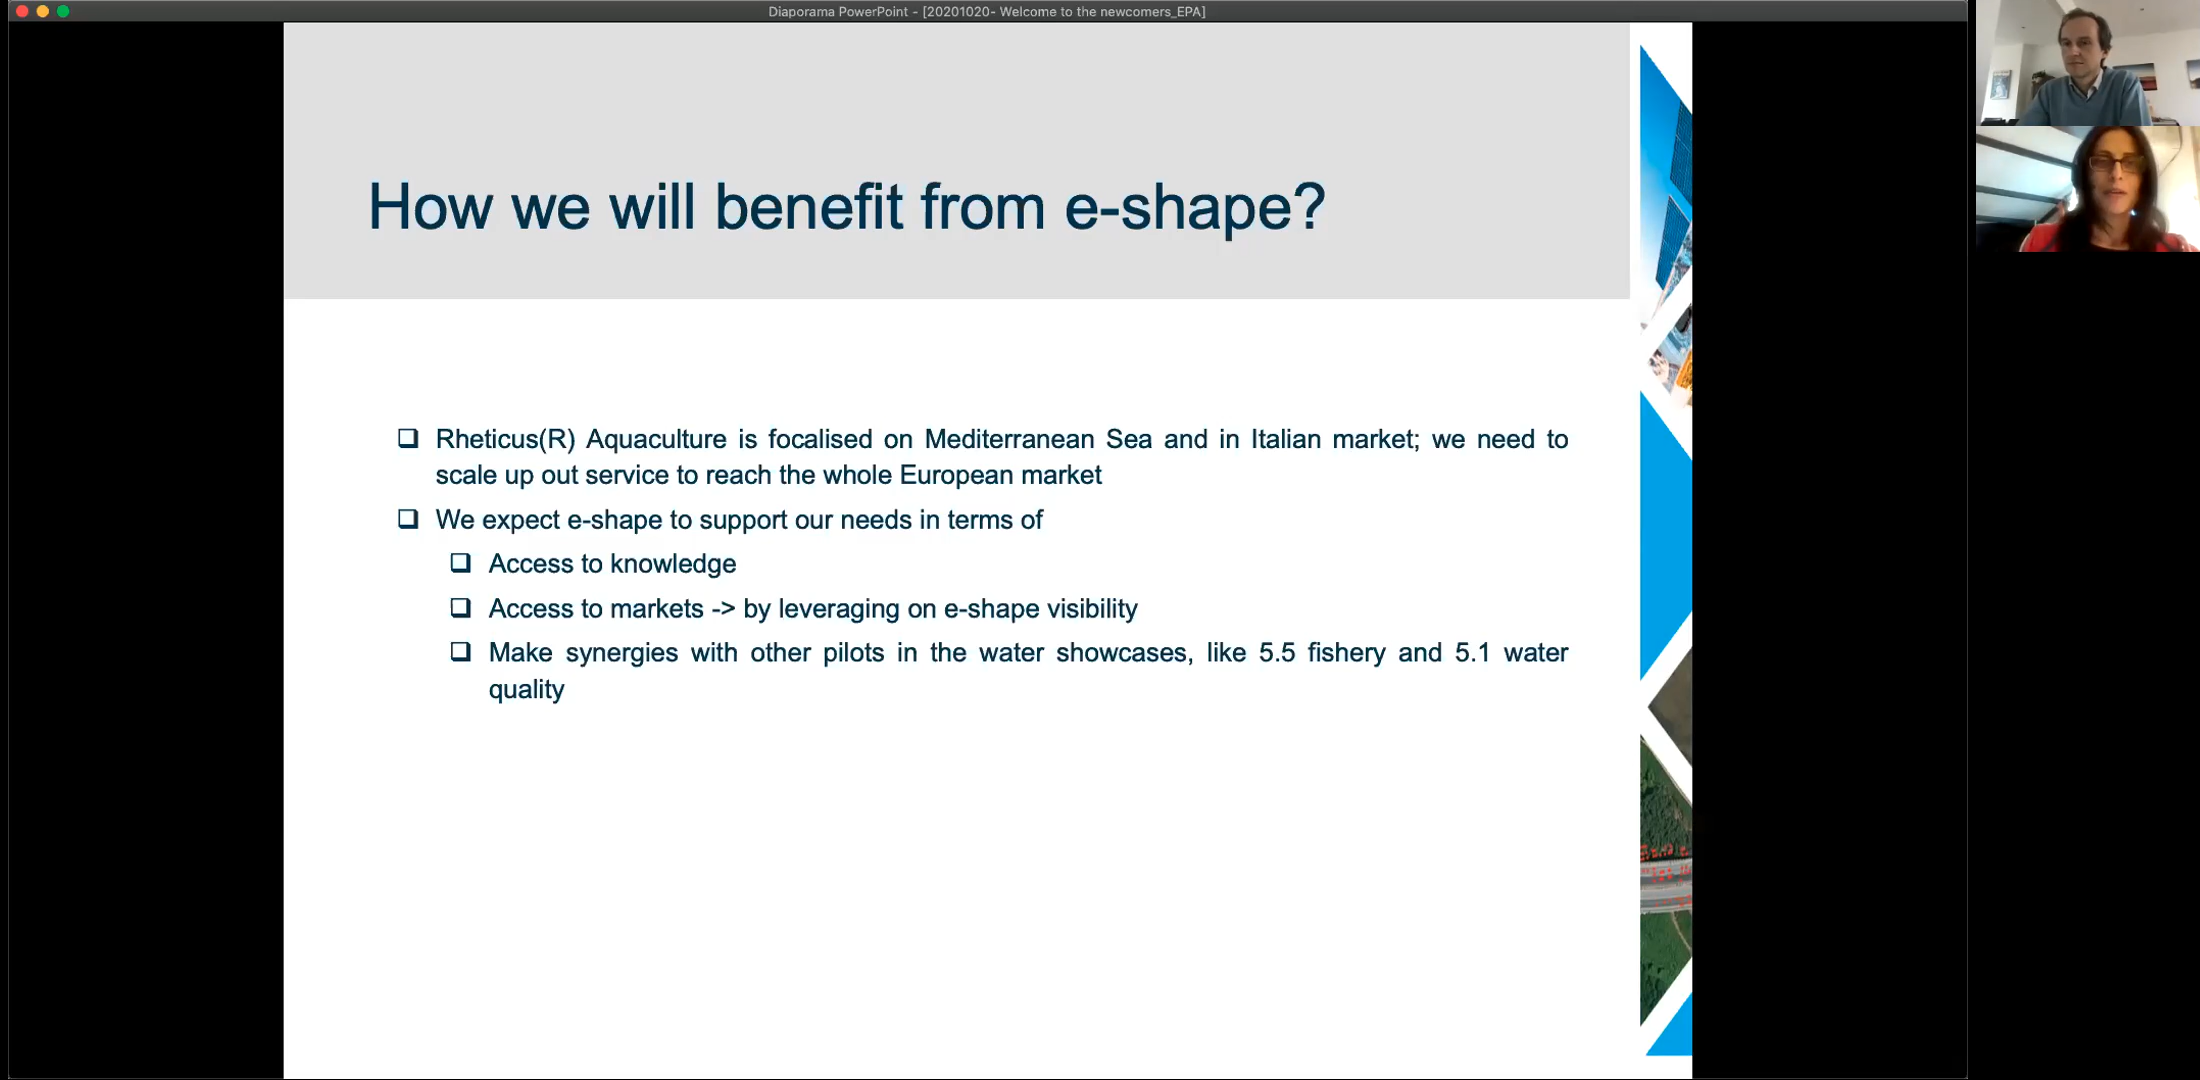 Diaporama PowerPoint - [20201020- Welcome to the newcomers_EPA]
How we will benefit from e-shape?
❑ Rheticus(R) Aquaculture is focalised on Mediterranean Sea and in Italian market; we need to
scale up out service to reach the whole European market
❑ We expect e-shape to support our needs in terms of
❑ Access to knowledge
❑ Access to markets -> by leveraging on e-shape visibility
❑ Make synergies with other pilots in the water showcases, like 5.5 fishery and 5.1 water
quality